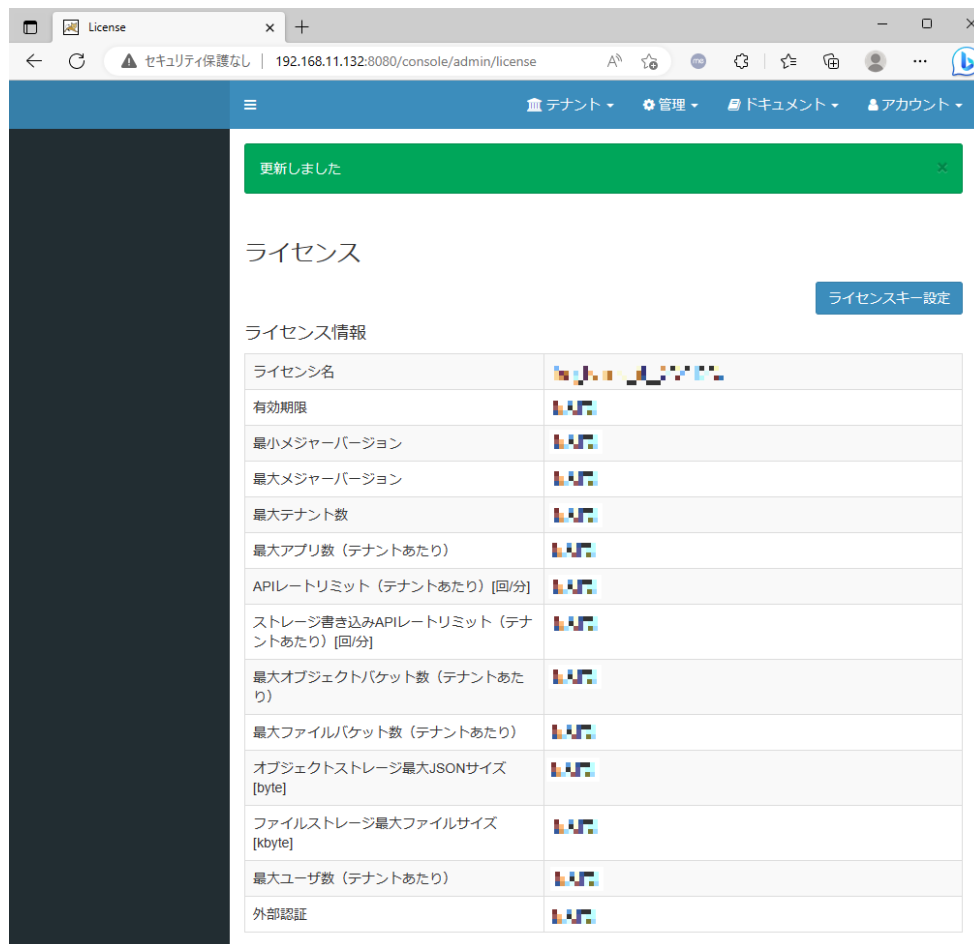 License
セキュリティ保護なし | 192.168.11.132:8080/console/admin/license
テナント 管理 ドキュメント アカウント
更新しました
ライセンス
ライセンスキー設定
ライセンス情報
ライセンシ名
有効期限
最小メジャーバージョン
最大メジャーバージョン
最大テナント数
最大アプリ数（テナントあたり）
APIレートリミット（テナントあたり）[回/分]
ストレージ書き込みAPIレートリミット（テナ
ントあたり）[回/分]
最大オブジェクトバケット数（テナントあた
り）
最大ファイルバケット数（テナントあたり）
オブジェクトストレージ最大JSONサイズ
[byte]
ファイルストレージ最大ファイルサイズ
[kbyte]
最大ユーザ数（テナントあたり）
外部認証